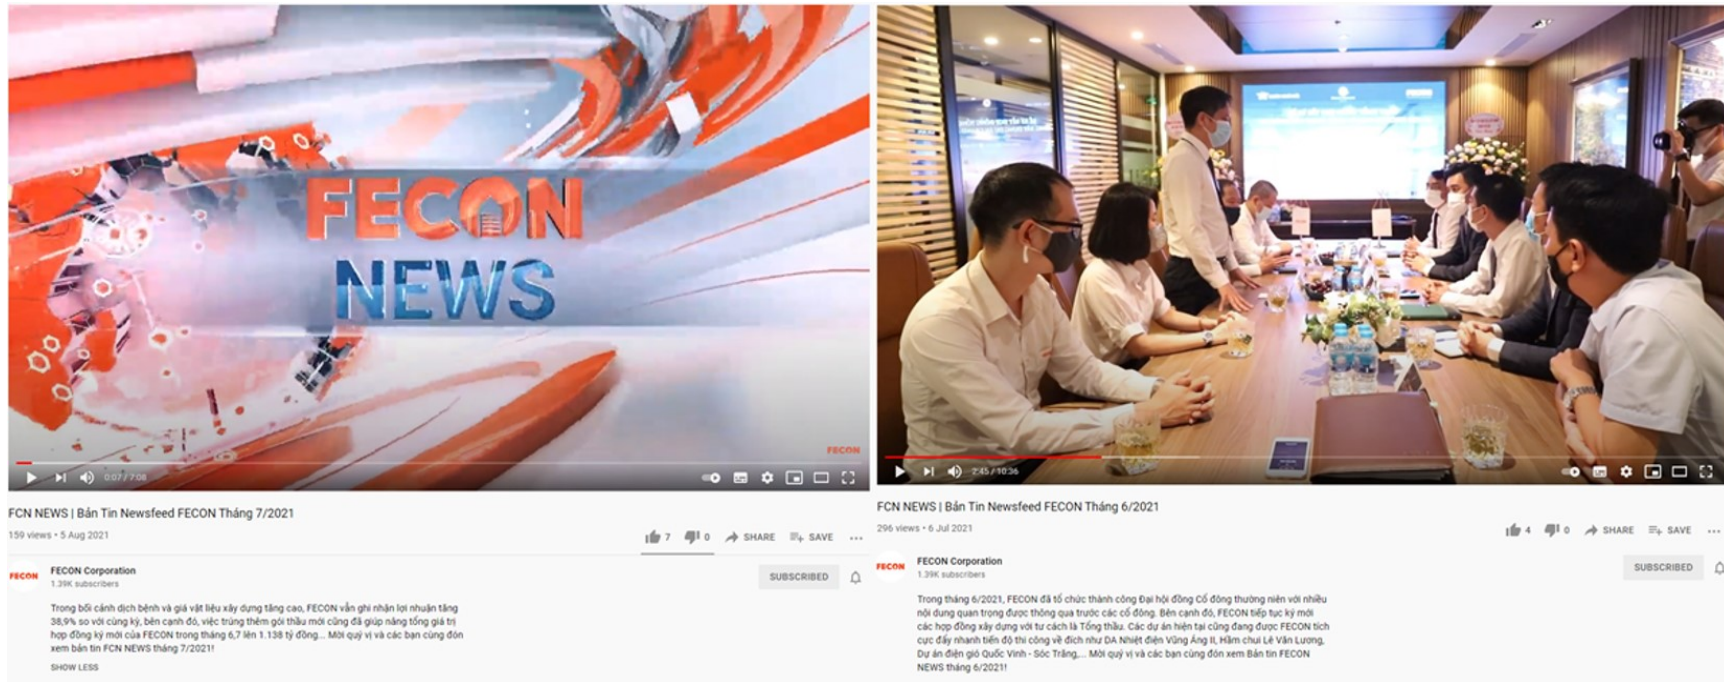 FECON
NEWS
FECON
0:07 / 7:08
FCN NEWS | Bản Tin Newsfeed FECON Tháng 7/2021
159 views • 5 Aug 2021
7
0
SHARE
SAVE
FECON
FECON Corporation
1.39K subscribers
SUBSCRIBED
Trong bối cảnh dịch bệnh và giá vật liệu xây dựng tăng cao, FECON vẫn ghi nhận lợi nhuận tăng
38,9% so với cùng kỳ, bên cạnh đó, việc trúng thêm gói thầu mới cũng đã giúp nâng tổng giá trị
hợp đồng ký mới của FECON trong tháng 6,7 lên 1.138 tỷ đồng... Mời quý vị và các bạn cùng đón
xem bản tin FCN NEWS tháng 7/2021!
SHOW LESS
2:45 / 10:36
FCN NEWS | Bản Tin Newsfeed FECON Tháng 6/2021
296 views • 6 Jul 2021
4
0
SHARE
SAVE
FECON
FECON Corporation
1.39K subscribers
SUBSCRIBED
Trong tháng 6/2021, FECON đã tổ chức thành công Đại hội đồng Cổ đông thường niên với nhiều
nội dung quan trọng được thông qua trước các cổ đông. Bên cạnh đó, FECON tiếp tục ký mới
các hợp đồng xây dựng với tư cách là Tổng thầu. Các dự án hiện tại cũng đang được FECON tích
cực đẩy nhanh tiến độ thi công về đích như DA Nhiệt điện Vũng Áng II, Hầm chui Lê Văn Lương,
Dự án điện gió Quốc Vinh - Sóc Trăng,... Mời quý vị và các bạn cùng đón xem Bản tin FECON
NEWS tháng 6/2021!